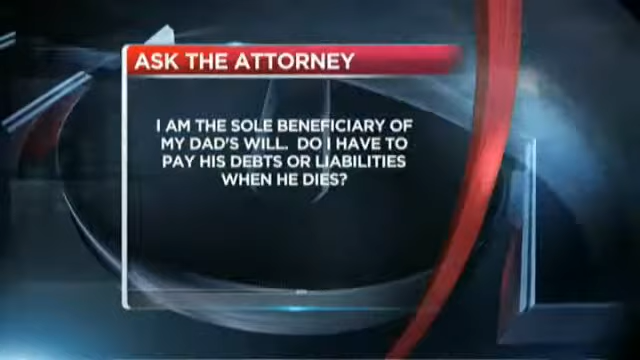 ASK THE ATTORNEY
I AM THE SOLE BENEFICIARY OF
MY DAD'S WILL. DO I HAVE TO
PAY HIS DEBTS OR LIABILITIES
WHEN HE DIES?